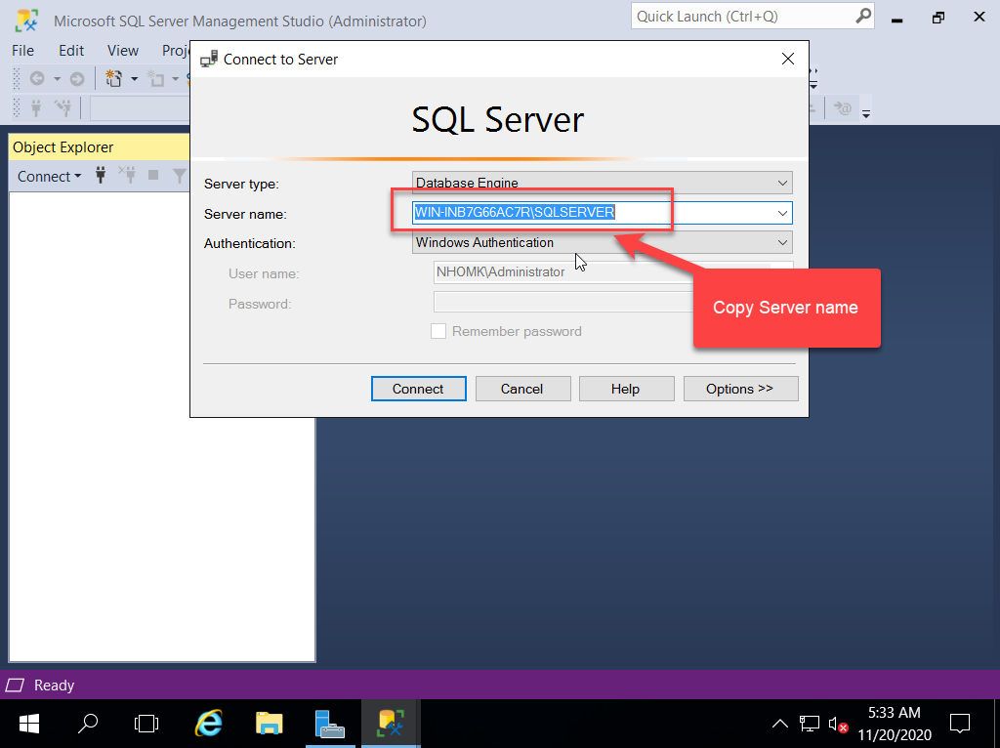 Microsoft SQL Server Management Studio (Administrator)
Quick Launch (Ctrl+Q)
File Edit View
Connect to Server
SQL Server
Object Explorer
Connect
Server type: Database Engine
Server name: WIN-INB7G66AC7R\SQLSERVER
Authentication: Windows Authentication
User name: NHOMK\Administrator
Password:
Copy Server name
Remember password
Connect Cancel Help Options >>
Ready
5:33 AM
11/20/2020